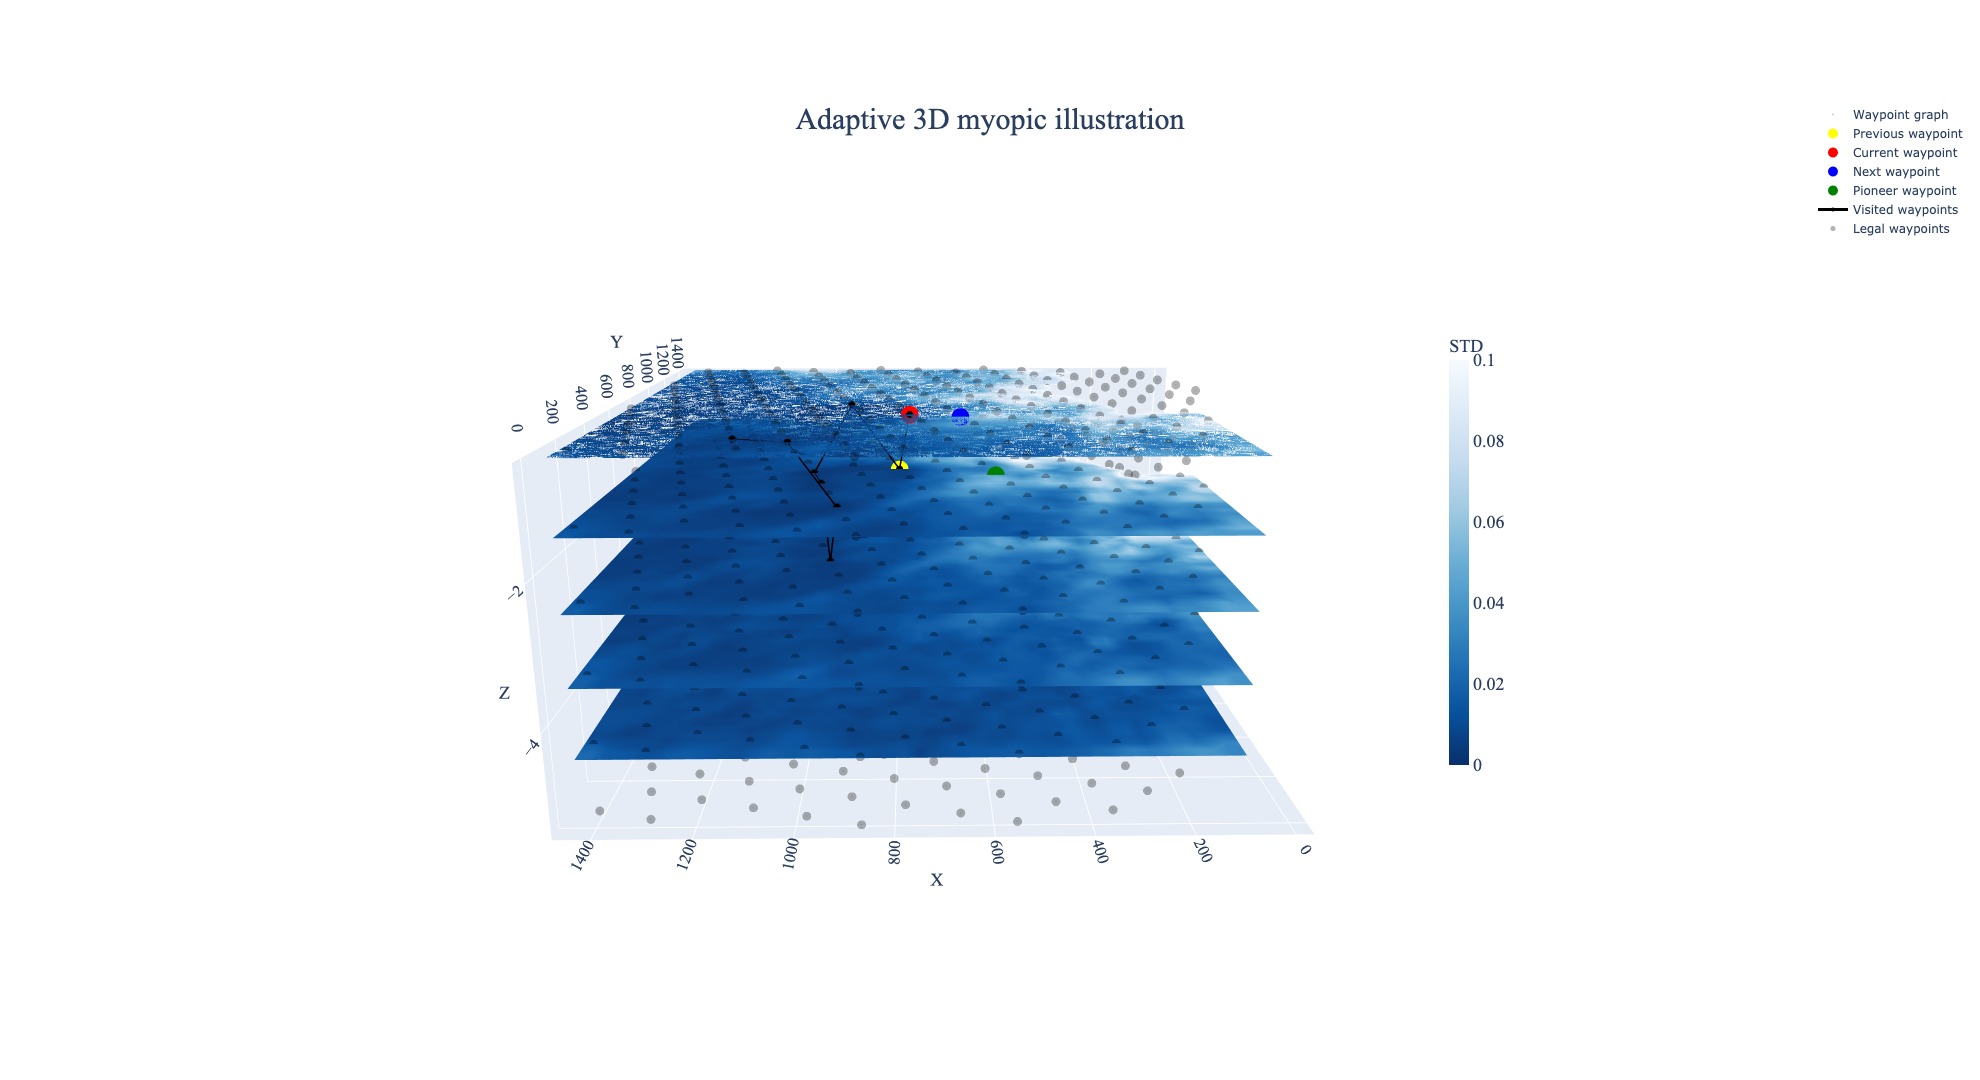 Adaptive 3D myopic illustration
Waypoint graph
Previous waypoint
Current waypoint
Next waypoint
Pioneer waypoint
Visited waypoints
Legal waypoints
Y
1400
1200
1000
800
600
400
200
0
STD
0.1
0.08
0.06
0.04
0.02
0
−2
Z
−4
1400
1200
1000
800
600
400
200
0
X